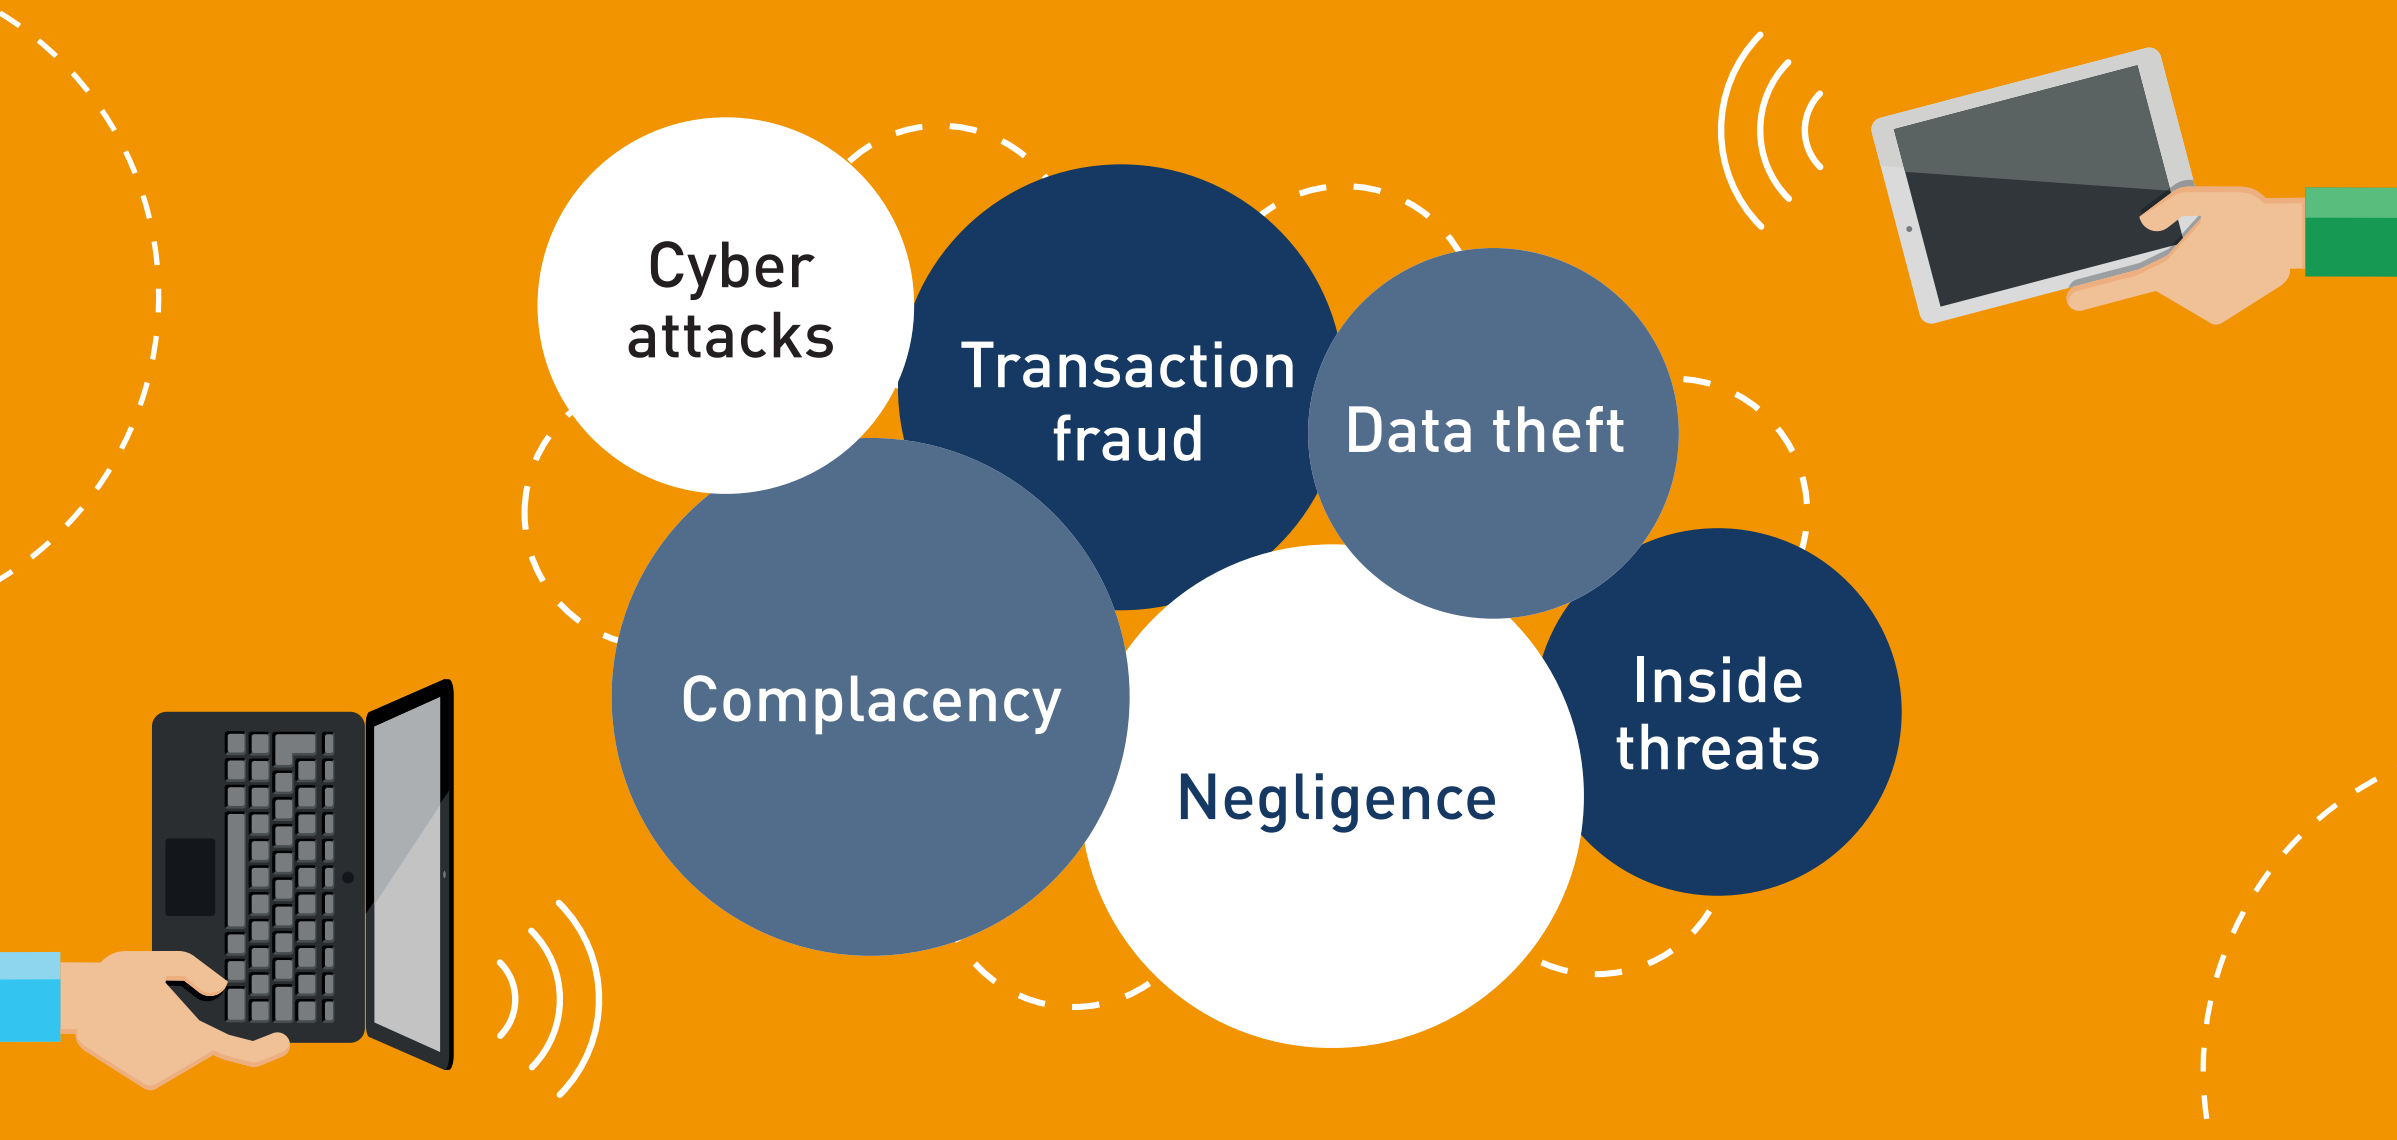 Cyber
attacks
Transaction
fraud
Data theft
Complacency
Negligence
Inside
threats